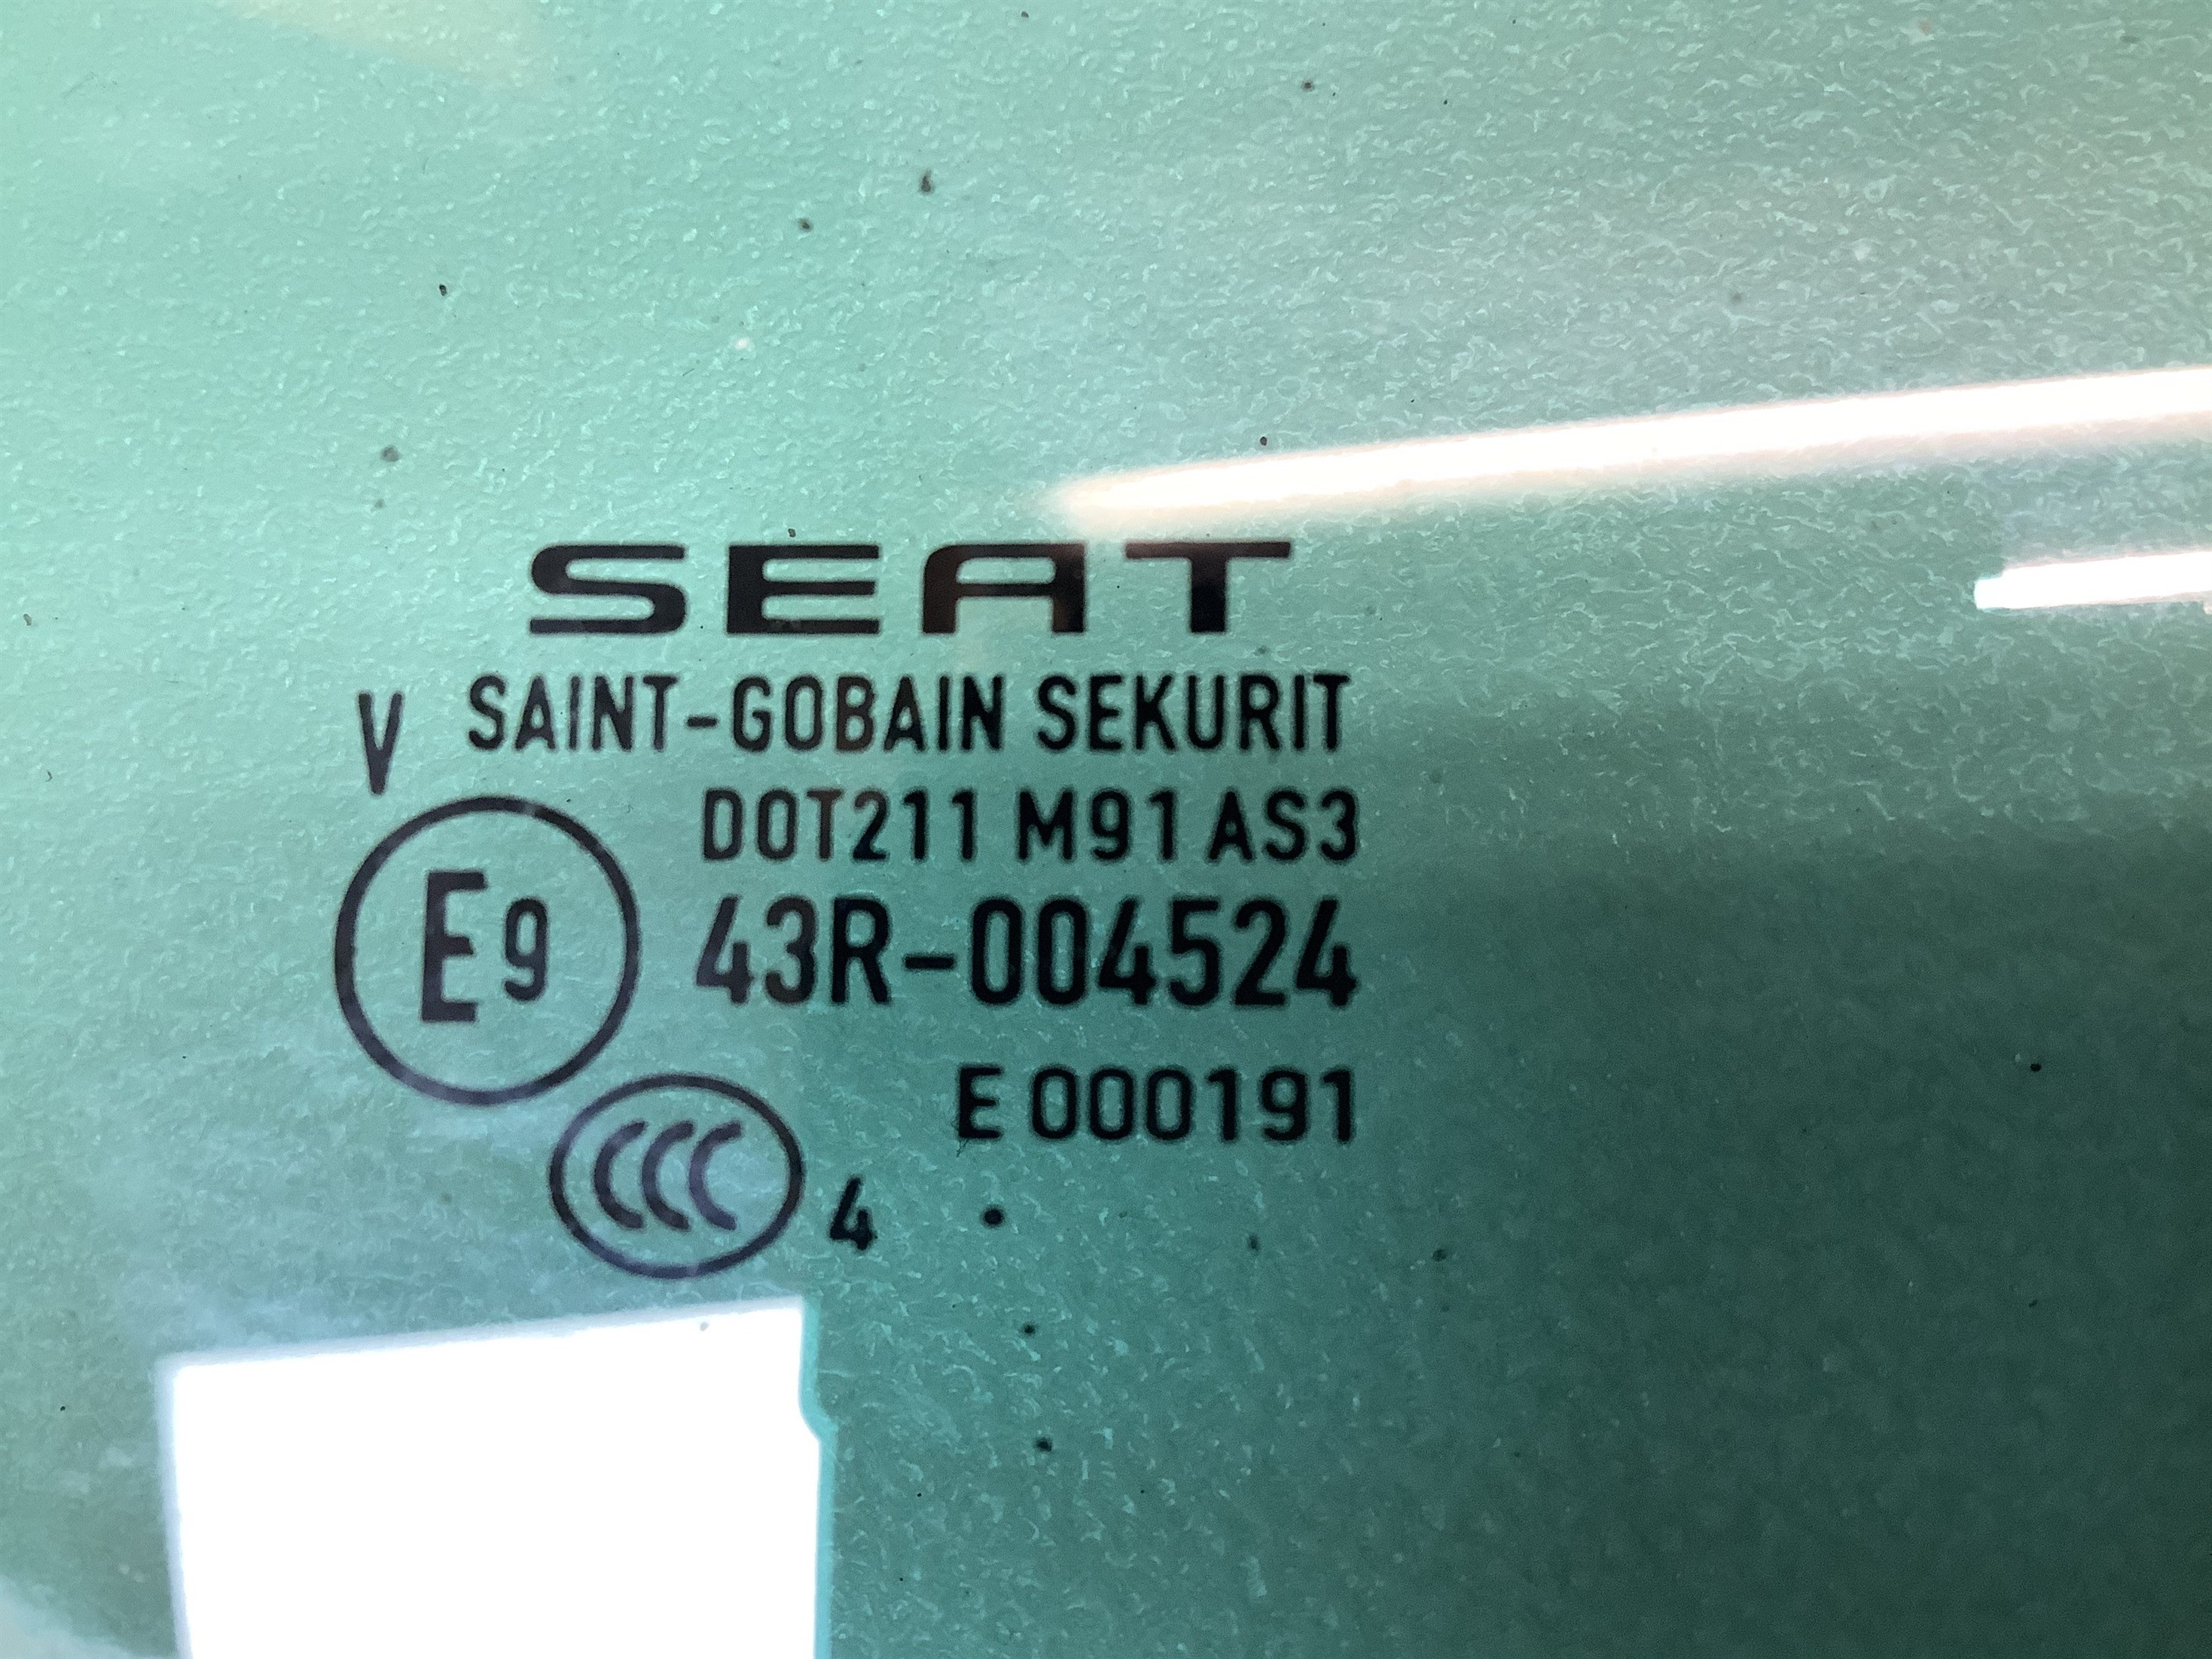 SEAT
V SAINT-GOBAIN SEKURIT
DOT211 M91 AS3
E9 43R-004524
E 000191
CCC 4 •